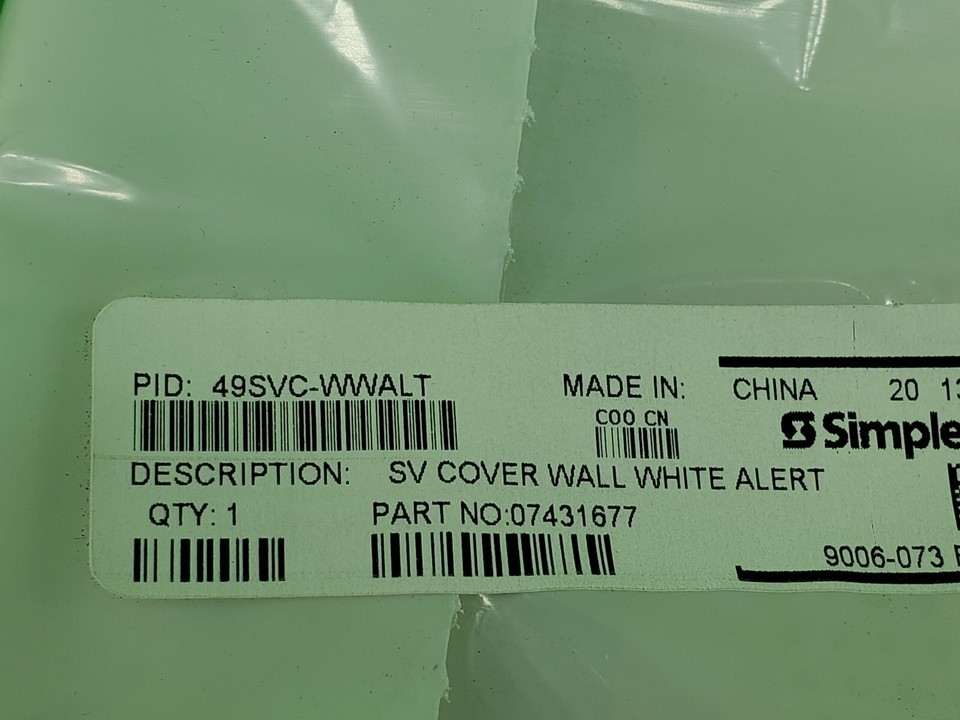 PID: 49SVC-WWALT
MADE IN: CHINA 20
COO CN
Simple
DESCRIPTION: SV COVER WALL WHITE ALERT
QTY: 1
PART NO:07431677
9006-073